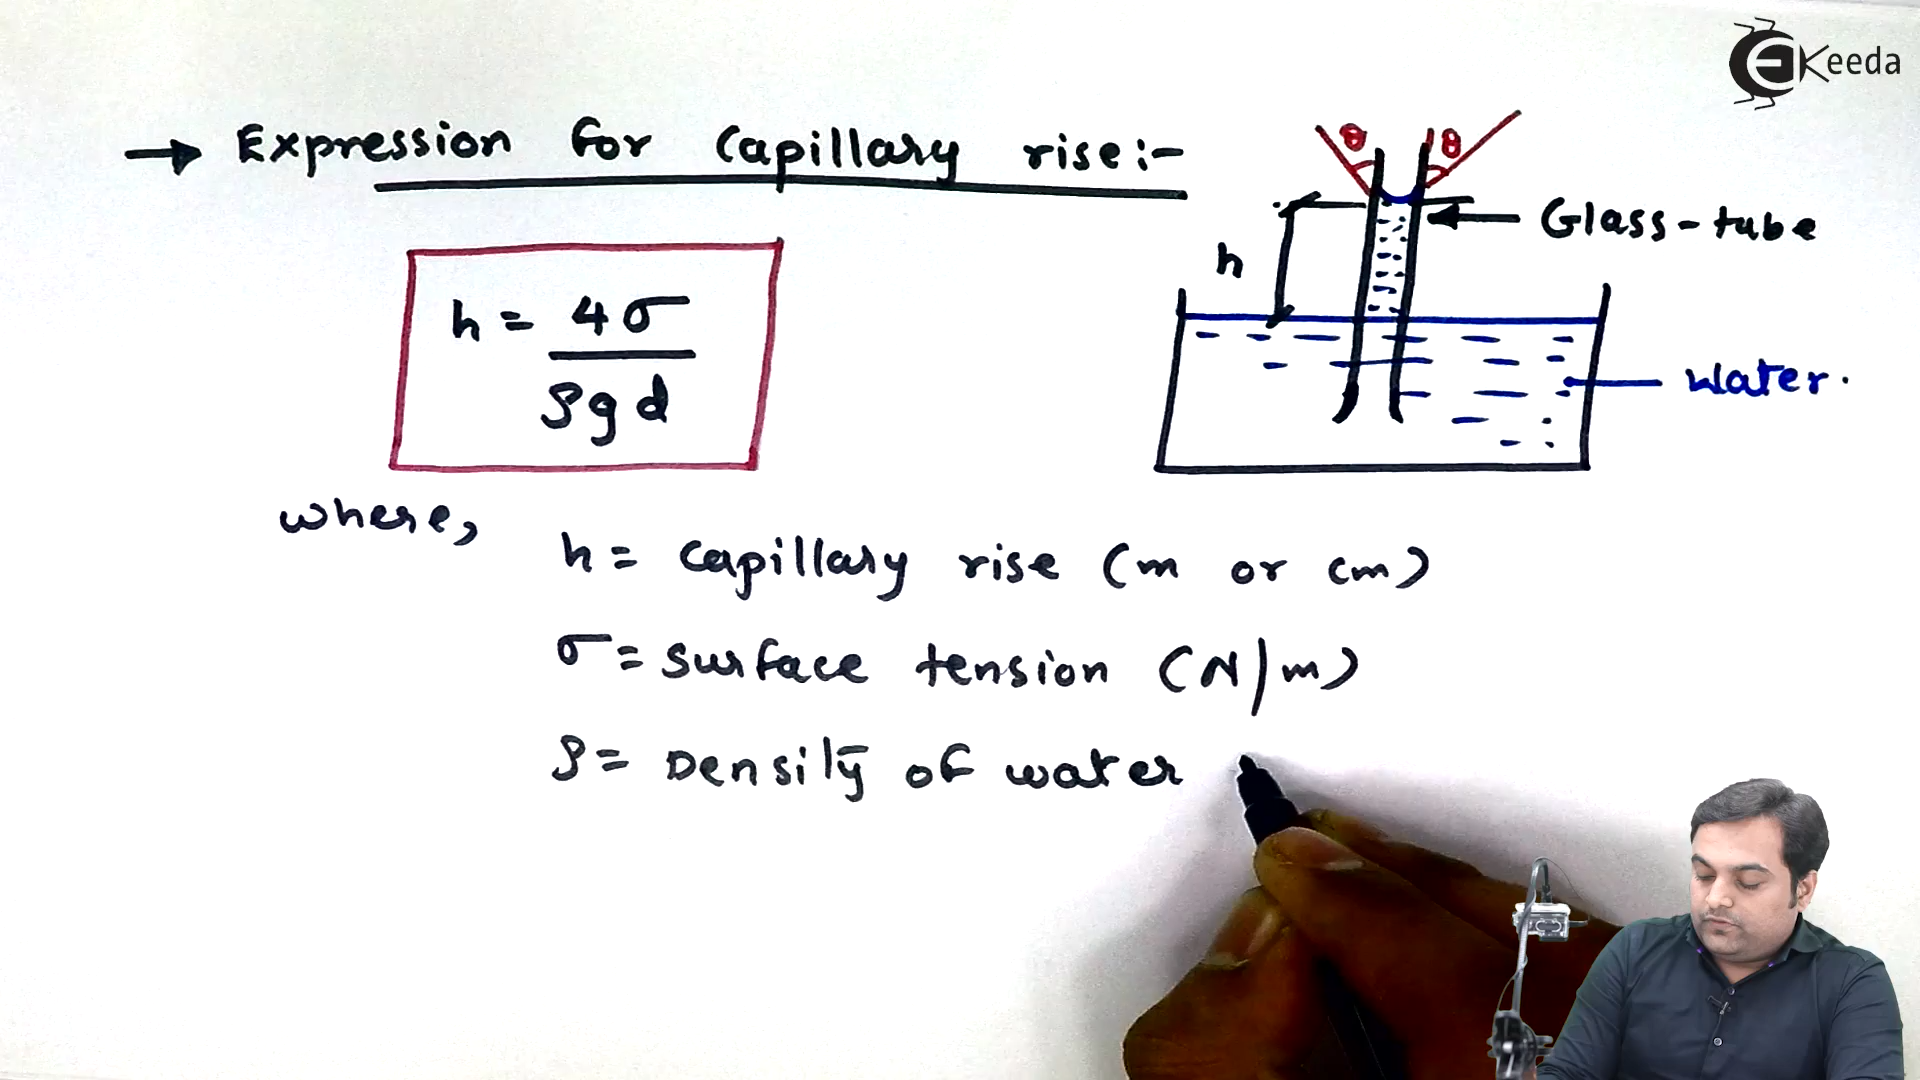 EKeeda
→ Expression for Capillary rise:-
θ θ
Glass-tube
h
h = 4σ
ρgd
Water.
where,
h = capillary rise (m or cm)
σ = surface tension (N/m)
ρ = Density of water